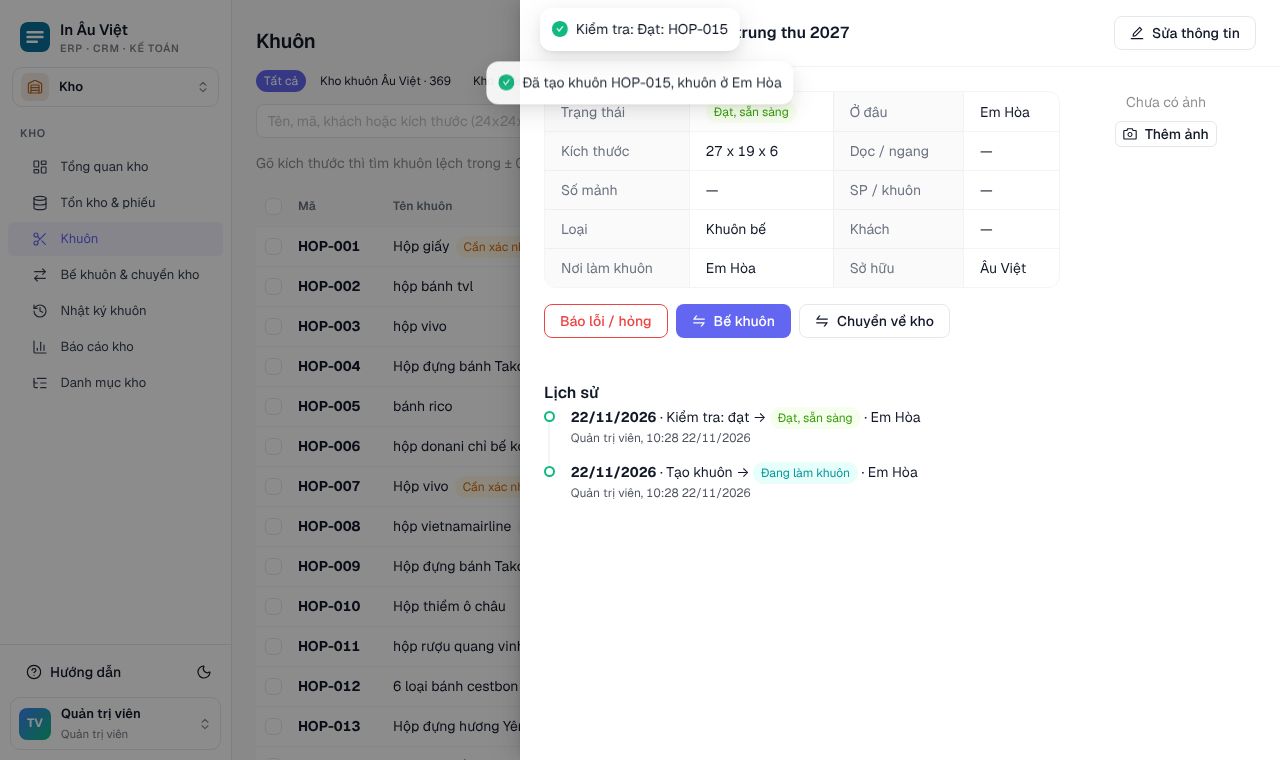 In Âu Việt
ERP · CRM · KẾ TOÁN
Kho
KHO
Tổng quan kho
Tồn kho & phiếu
Khuôn
Bế khuôn & chuyển kho
Nhật ký khuôn
Báo cáo kho
Danh mục kho
Hướng dẫn
TV
Quản trị viên
Quản trị viên
Khuôn
Tất cả
Kho khuôn Âu Việt · 369
Tên, mã, khách hoặc kích thước (24x24
Gõ kích thước thì tìm khuôn lệch trong ±
Mã Tên khuôn
HOP-001 Hộp giấy Cần xác
HOP-002 hộp bánh tvl
HOP-003 hộp vivo
HOP-004 Hộp đựng bánh
HOP-005 bánh rico
HOP-006 hộp donani chỉ bế
HOP-007 Hộp vivo Cần xác
HOP-008 hộp vietnamairline
HOP-009 Hộp đựng bánh
HOP-010 Hộp thiềm ô châu
HOP-011 hộp rượu quang
HOP-012 6 loại bánh cestbon
HOP-013 Hộp đựng hương
Kiểm tra: Đạt: HOP-015
Đã tạo khuôn HOP-015, khuôn ở Em Hòa
trung thu 2027
Sửa thông tin
Trạng thái Đạt, sẵn sàng Ở đâu Em Hòa
Kích thước 27 x 19 x 6 Dọc / ngang —
Số mảnh — SP / khuôn —
Loại Khuôn bế Khách —
Nơi làm khuôn Em Hòa Sở hữu Âu Việt
Chưa có ảnh
Thêm ảnh
Báo lỗi / hỏng
Bế khuôn
Chuyển về kho
Lịch sử
22/11/2026 · Kiểm tra: đạt → Đạt, sẵn sàng · Em Hòa
Quản trị viên, 10:28 22/11/2026
22/11/2026 · Tạo khuôn → Đang làm khuôn · Em Hòa
Quản trị viên, 10:28 22/11/2026